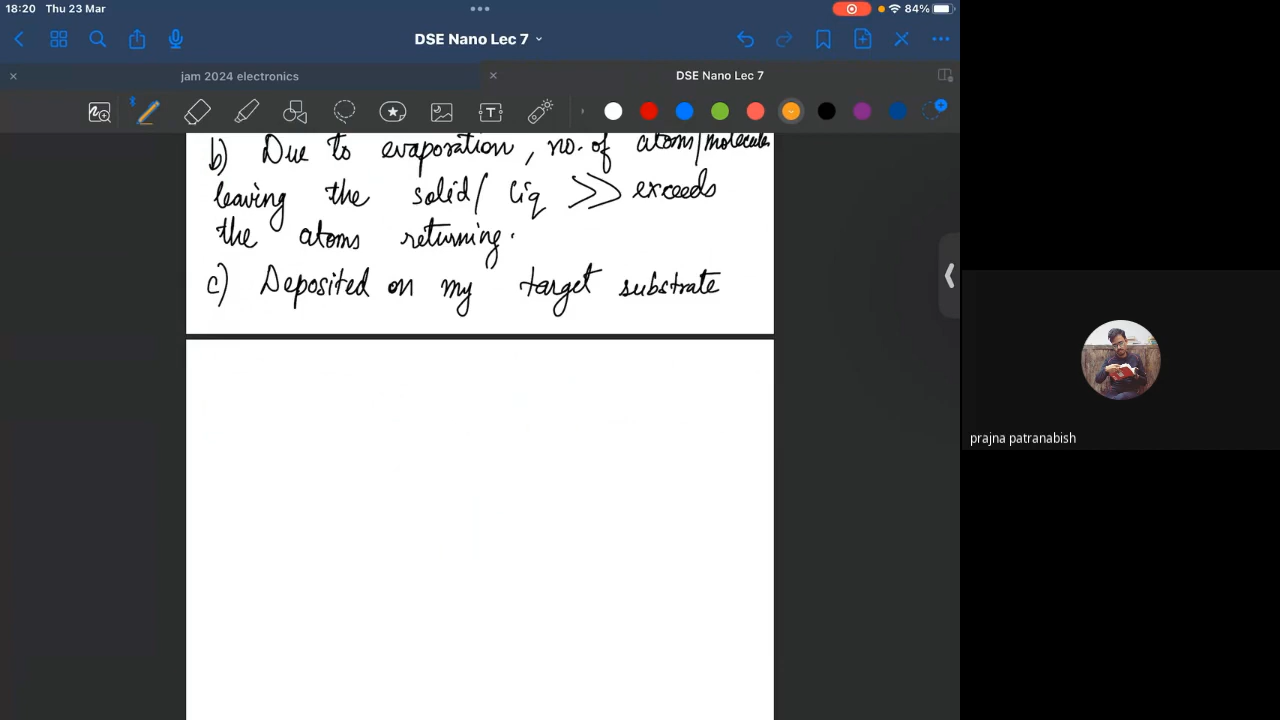 18:20 Thu 23 Mar
84%
DSE Nano Lec 7
jam 2024 electronics
DSE Nano Lec 7
b) Due to evaporation, no. of atom/molecules
leaving the solid/ liq >> exceeds
the atoms returning.
c) Deposited on my target substrate
prajna patranabish